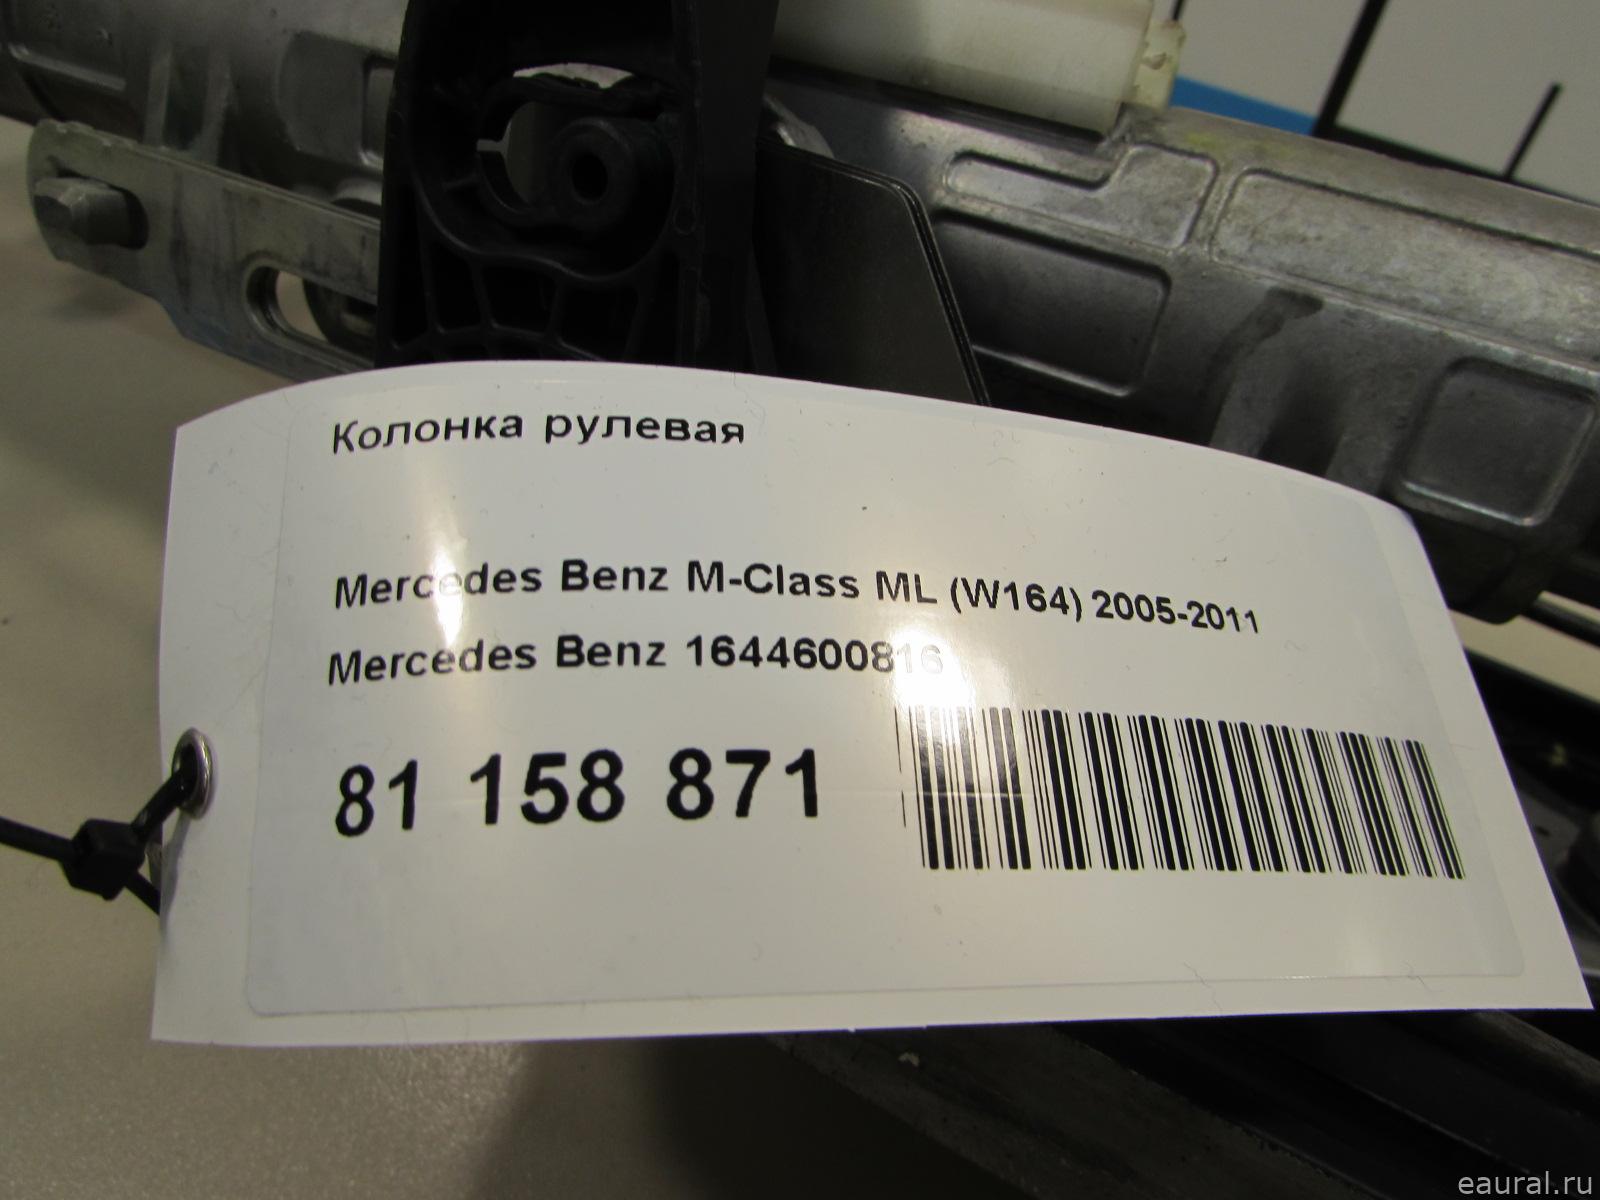 Колонка рулевая
Mercedes Benz M-Class ML (W164) 2005-2011
Mercedes Benz 1644600816
81 158 871
eaural.ru